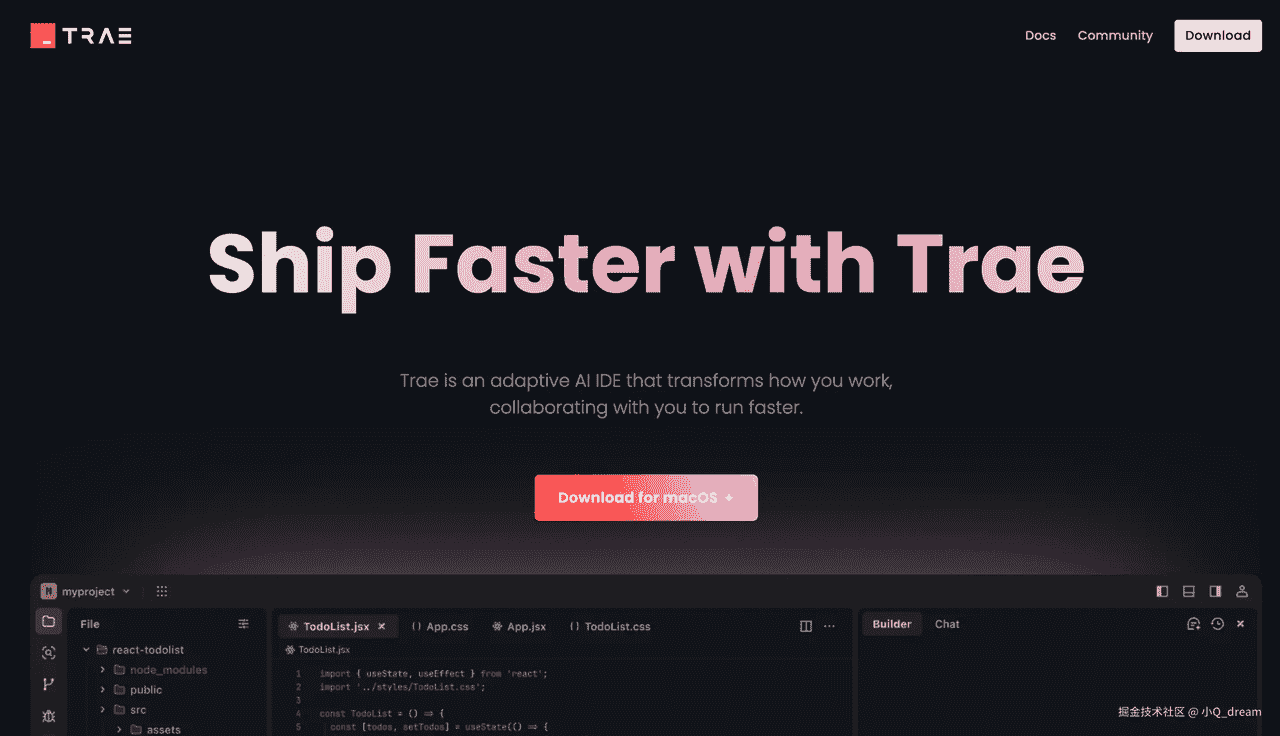 TRAE
Docs Community Download
Ship Faster with Trae
Trae is an adaptive AI IDE that transforms how you work,
collaborating with you to run faster.
Download for macOS
myproject
File
TodoList.jsx × () App.css App.jsx () TodoList.css
Builder Chat
react-todolist
TodoList.jsx
node_modules
public
src
assets
1 import { useState, useEffect } from 'react';
2 import '../styles/TodoList.css';
3
4 const TodoList = () => {
5 const [todos, setTodos] = useState(() => {
掘金技术社区 @ 小Q_dream